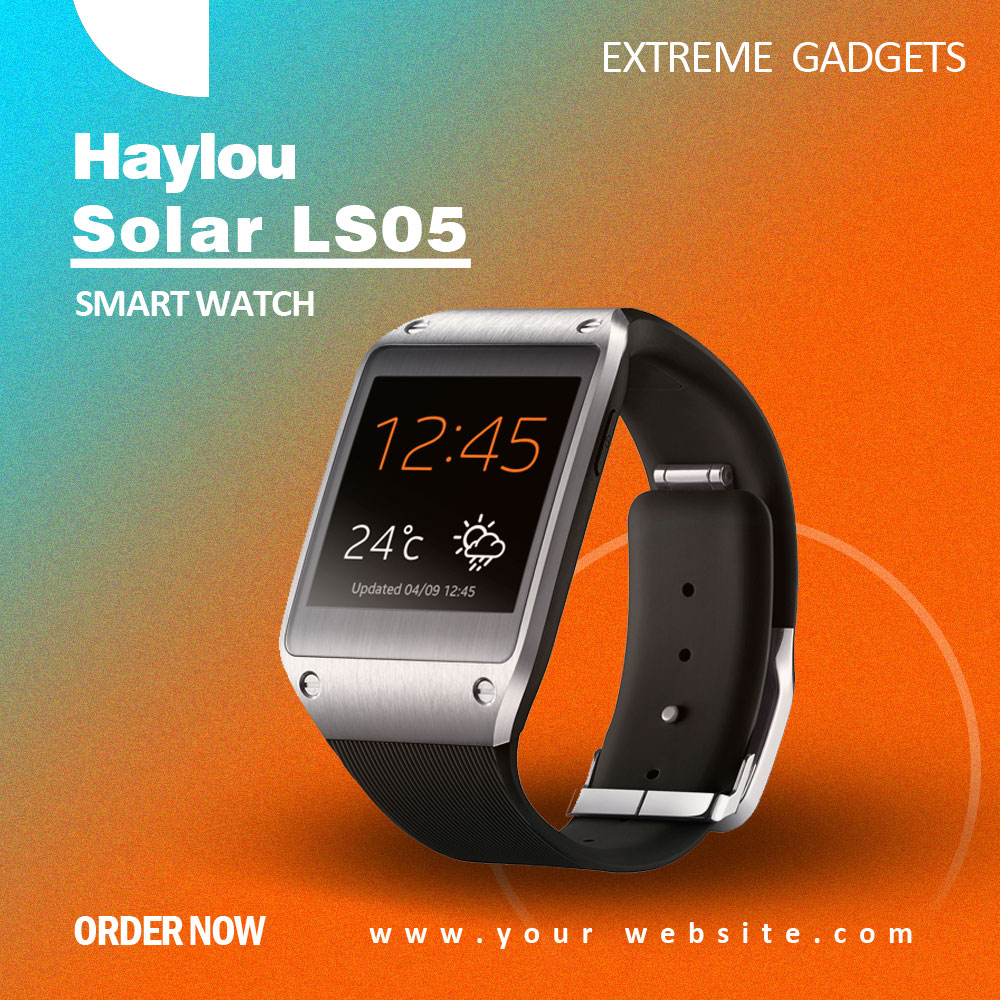 EXTREME GADGETS
Haylou
Solar LS05
SMART WATCH
12:45
24°c
Updated 04/09 12:45
ORDER NOW
www.your website.com